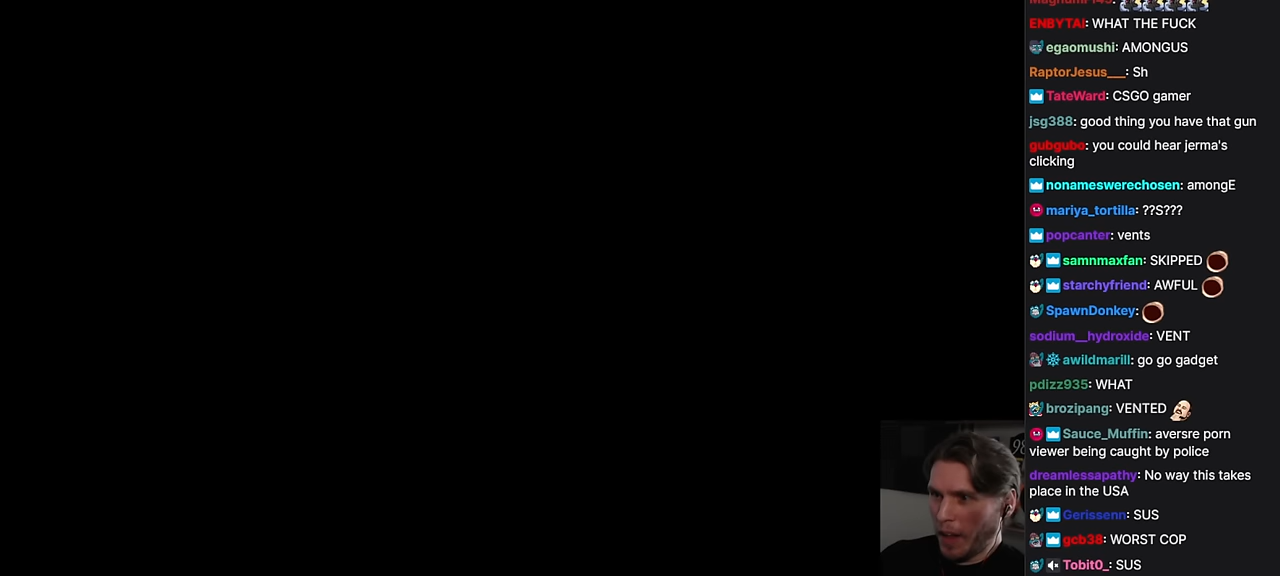 ENBYTAI: WHAT THE FUCK
egaomushi: AMONGUS
RaptorJesus___: Sh
TateWard: CSGO gamer
jsg388: good thing you have that gun
gubgubo: you could hear jerma's
clicking
nonameswerechosen: amongE
mariya_tortilla: ??S???
popcanter: vents
samnmaxfan: SKIPPED
starchyfriend: AWFUL
SpawnDonkey:
sodium__hydroxide: VENT
awildmarill: go go gadget
pdizz935: WHAT
brozipang: VENTED
Sauce_Muffin: aversre porn
viewer being caught by police
dreamlessapathy: No way this takes
place in the USA
Gerissenn: SUS
gcb38: WORST COP
Tobit0_: SUS